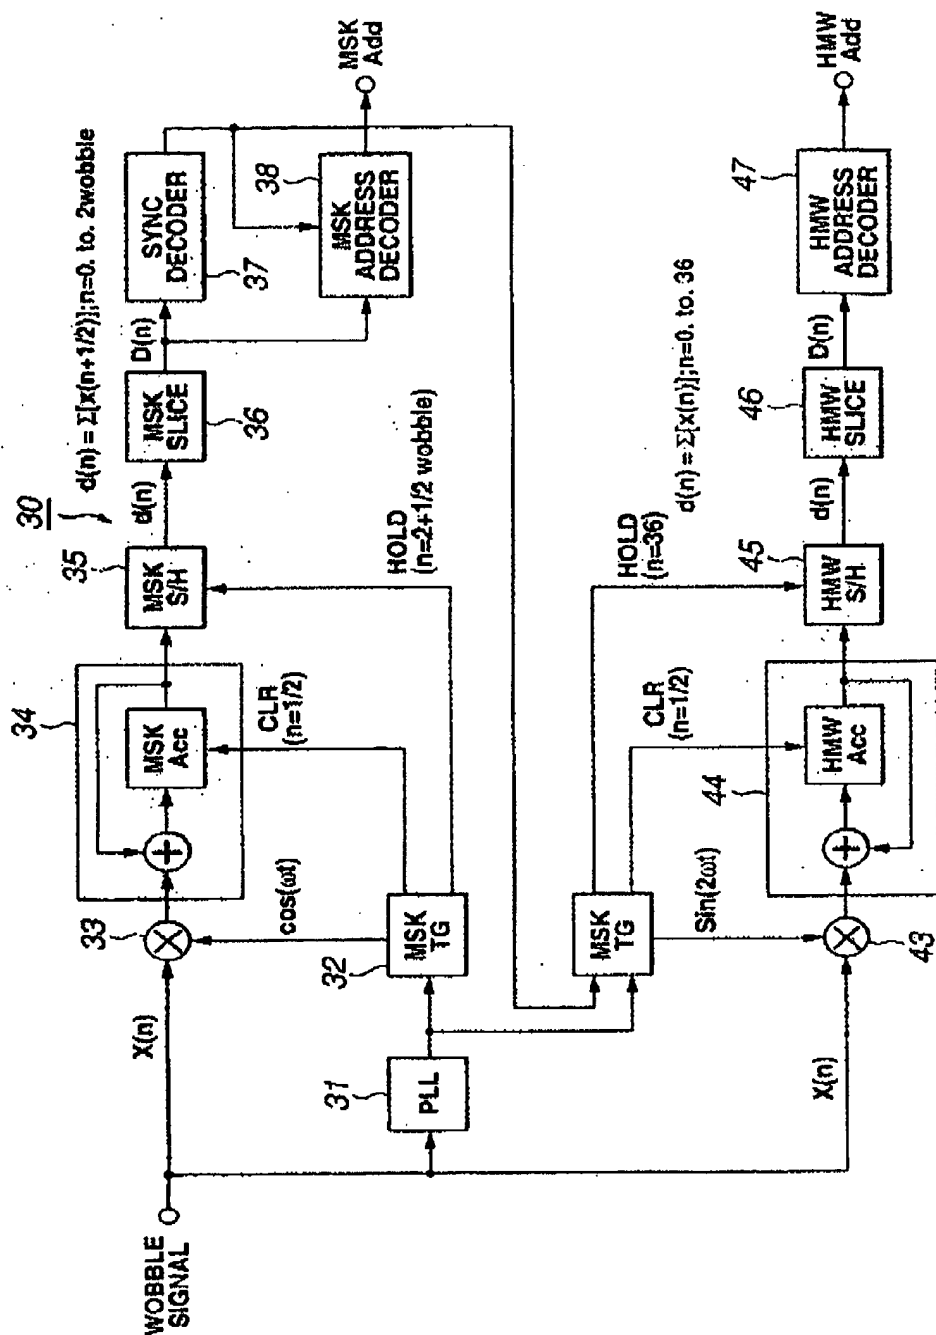 WOBBLE
SIGNAL
X(n)
33
34
MSK
Acc
35
MSK
S/H
30
d(n)
36
MSK
SLICE
D(n)
d(n) = Σ[x(n+1/2)];n=0. to. 2wobble
37
SYNC
DECODER
38
MSK
ADDRESS
DECODER
MSK
Add
31
PLL
32
MSK
TG
cos(ωt)
CLR
(n=1/2)
HOLD
(n=2+1/2 wobble)
MSK
TG
Sin(2ωt)
CLR
(n=1/2)
HOLD
(n=36)
X(n)
43
44
HMW
Acc
45
HMW
S/H
d(n)
46
HMW
SLICE
D(n)
d(n) = Σ[x(n)];n=0. to. 36
47
HMW
ADDRESS
DECODER
HMW
Add